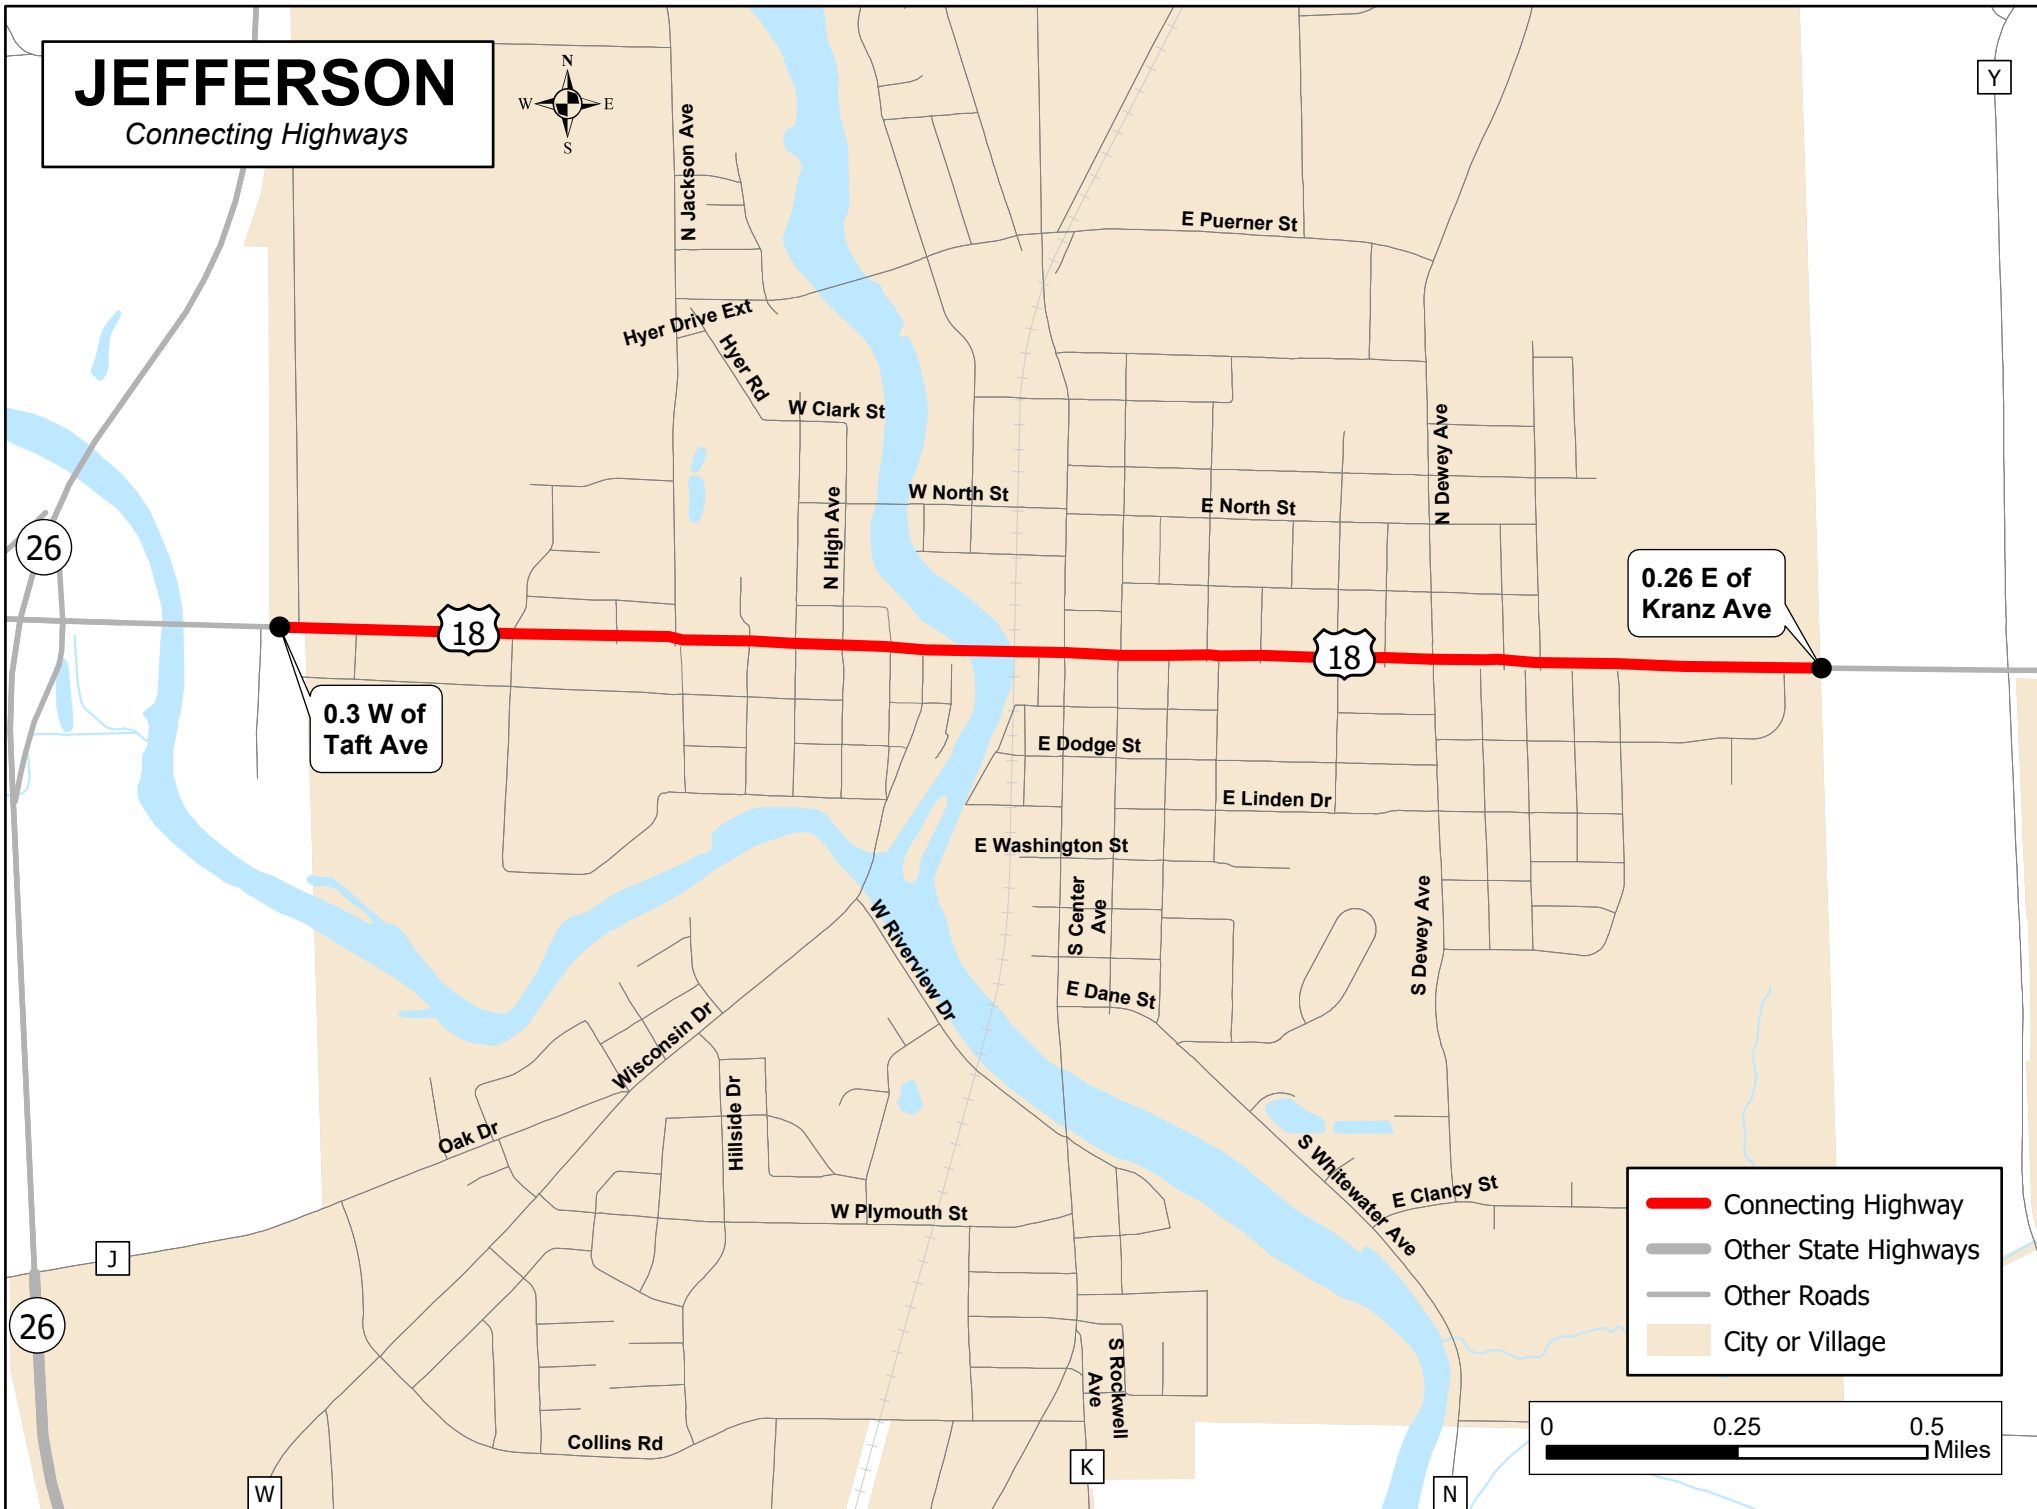 JEFFERSON
Connecting Highways
N
W
E
S
Y
N Jackson Ave
E Puerner St
Hyer Drive Ext
Hyer Rd
W Clark St
N Dewey Ave
W North St
E North St
N High Ave
26
0.26 E of
Kranz Ave
18
18
0.3 W of
Taft Ave
E Dodge St
E Linden Dr
E Washington St
S Center
Ave
S Dewey Ave
W Riverview Dr
E Dane St
Wisconsin Dr
Hillside Dr
Oak Dr
S Whitewater Ave
E Clancy St
W Plymouth St
J
26
S Rockwell
Ave
Collins Rd
W
K
N
Connecting Highway
Other State Highways
Other Roads
City or Village
0
0.25
0.5
Miles